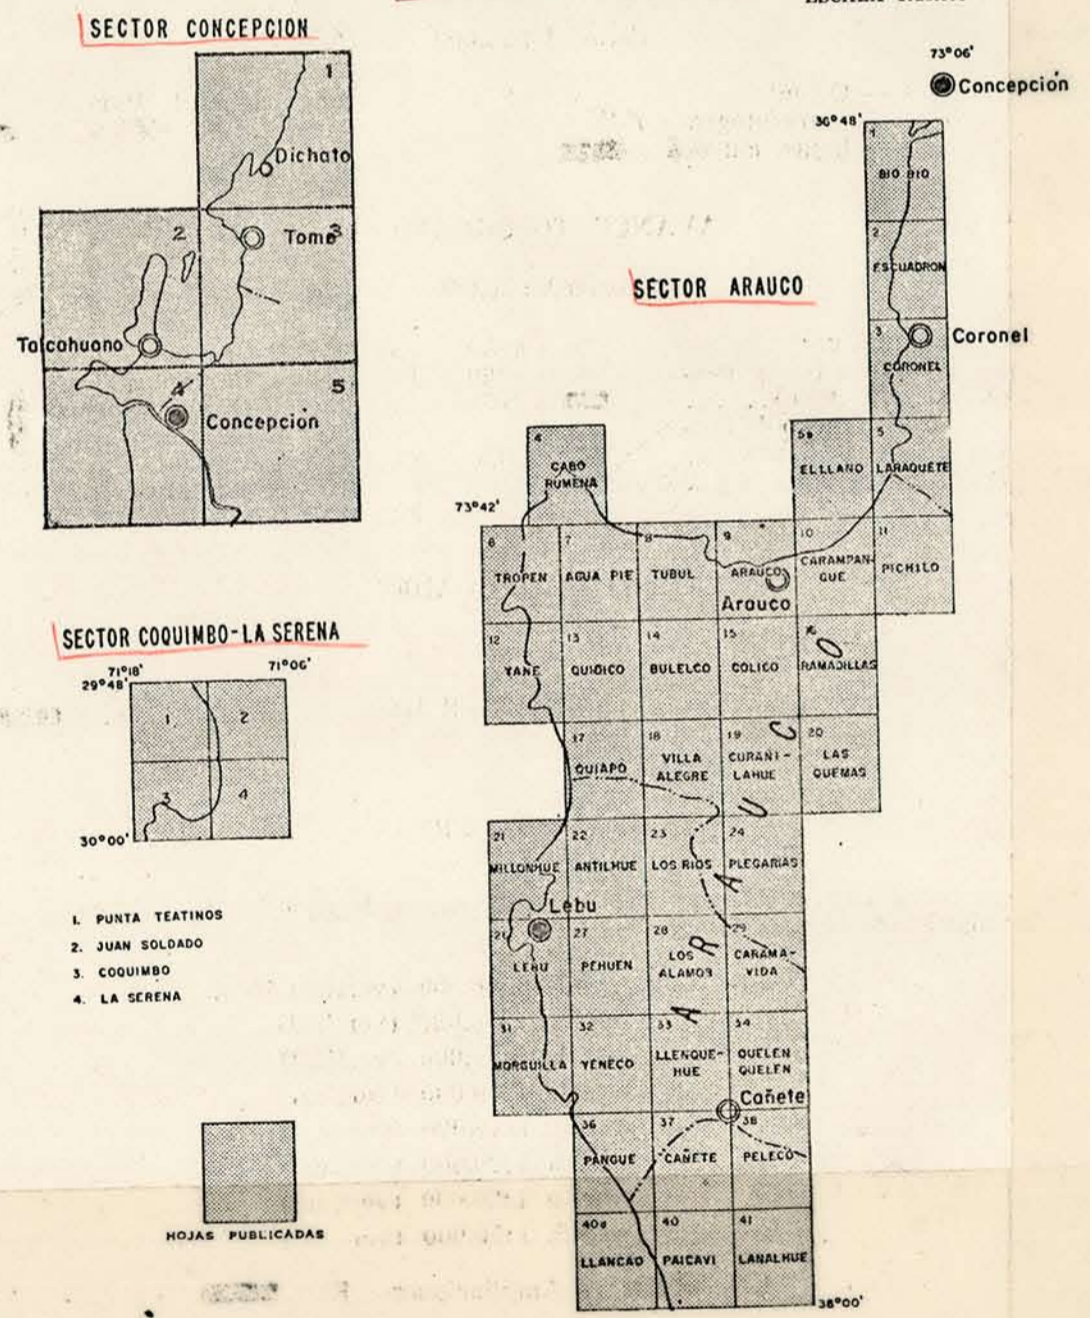 SECTOR CONCEPCION
1
Dichato
2
Tome
3
Talcahuano
4
5
Concepción
73°06'
Concepción
36°48'
1
BIO BIO
2
ESCUADRON
SECTOR ARAUCO
3
CORONEL
Coronel
4
CABO
RUMENA
5a
EL LLANO
5
LARAQUETE
73°42'
6
TROPEN
7
AGUA PIE
8
TUBUL
9
ARAUCO
Arauco
10
CARAMPAN-
GUE
11
PICHILO
12
YANE
13
QUIDICO
14
BULELCO
15
COLICO
RAMADILLAS
17
QUIAPO
18
VILLA
ALEGRE
19
CURANI-
LAHUE
20
LAS
QUEMAS
21
MILLONHUE
22
ANTILHUE
23
LOS RIOS
24
PLEGARIAS
Lebu
26
LEBU
27
PEHUEN
28
LOS
ALAMOS
29
CARAMA-
VIDA
31
MORGUILLA
32
YENECO
33
LLENQUE-
HUE
34
QUELEN
QUELEN
Cañete
36
PANGUE
37
CAÑETE
38
PELECO
40a
LLANCAO
40
PAICAVI
41
LANALHUE
38°00'
ARAUCO
SECTOR COQUIMBO-LA SERENA
71°18'
71°06'
29°48'
1
2
3
4
30°00'
1. PUNTA TEATINOS
2. JUAN SOLDADO
3. COQUIMBO
4. LA SERENA
HOJAS PUBLICADAS